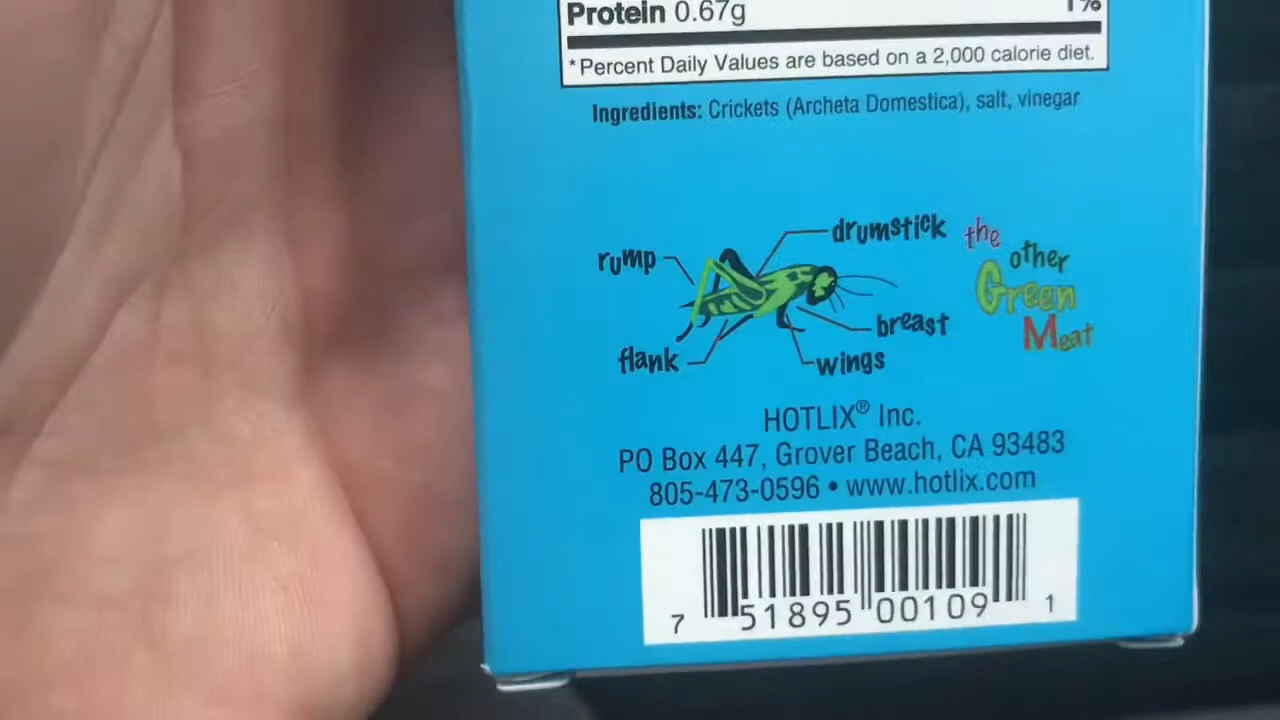 Protein 0.67g 1%
*Percent Daily Values are based on a 2,000 calorie diet.
Ingredients: Crickets (Archeta Domestica), salt, vinegar
drumstick
rump
breast
flank
wings
the
other
Green
Meat
HOTLIX® Inc.
PO Box 447, Grover Beach, CA 93483
805-473-0596 • www.hotlix.com
7 51895 00109 1